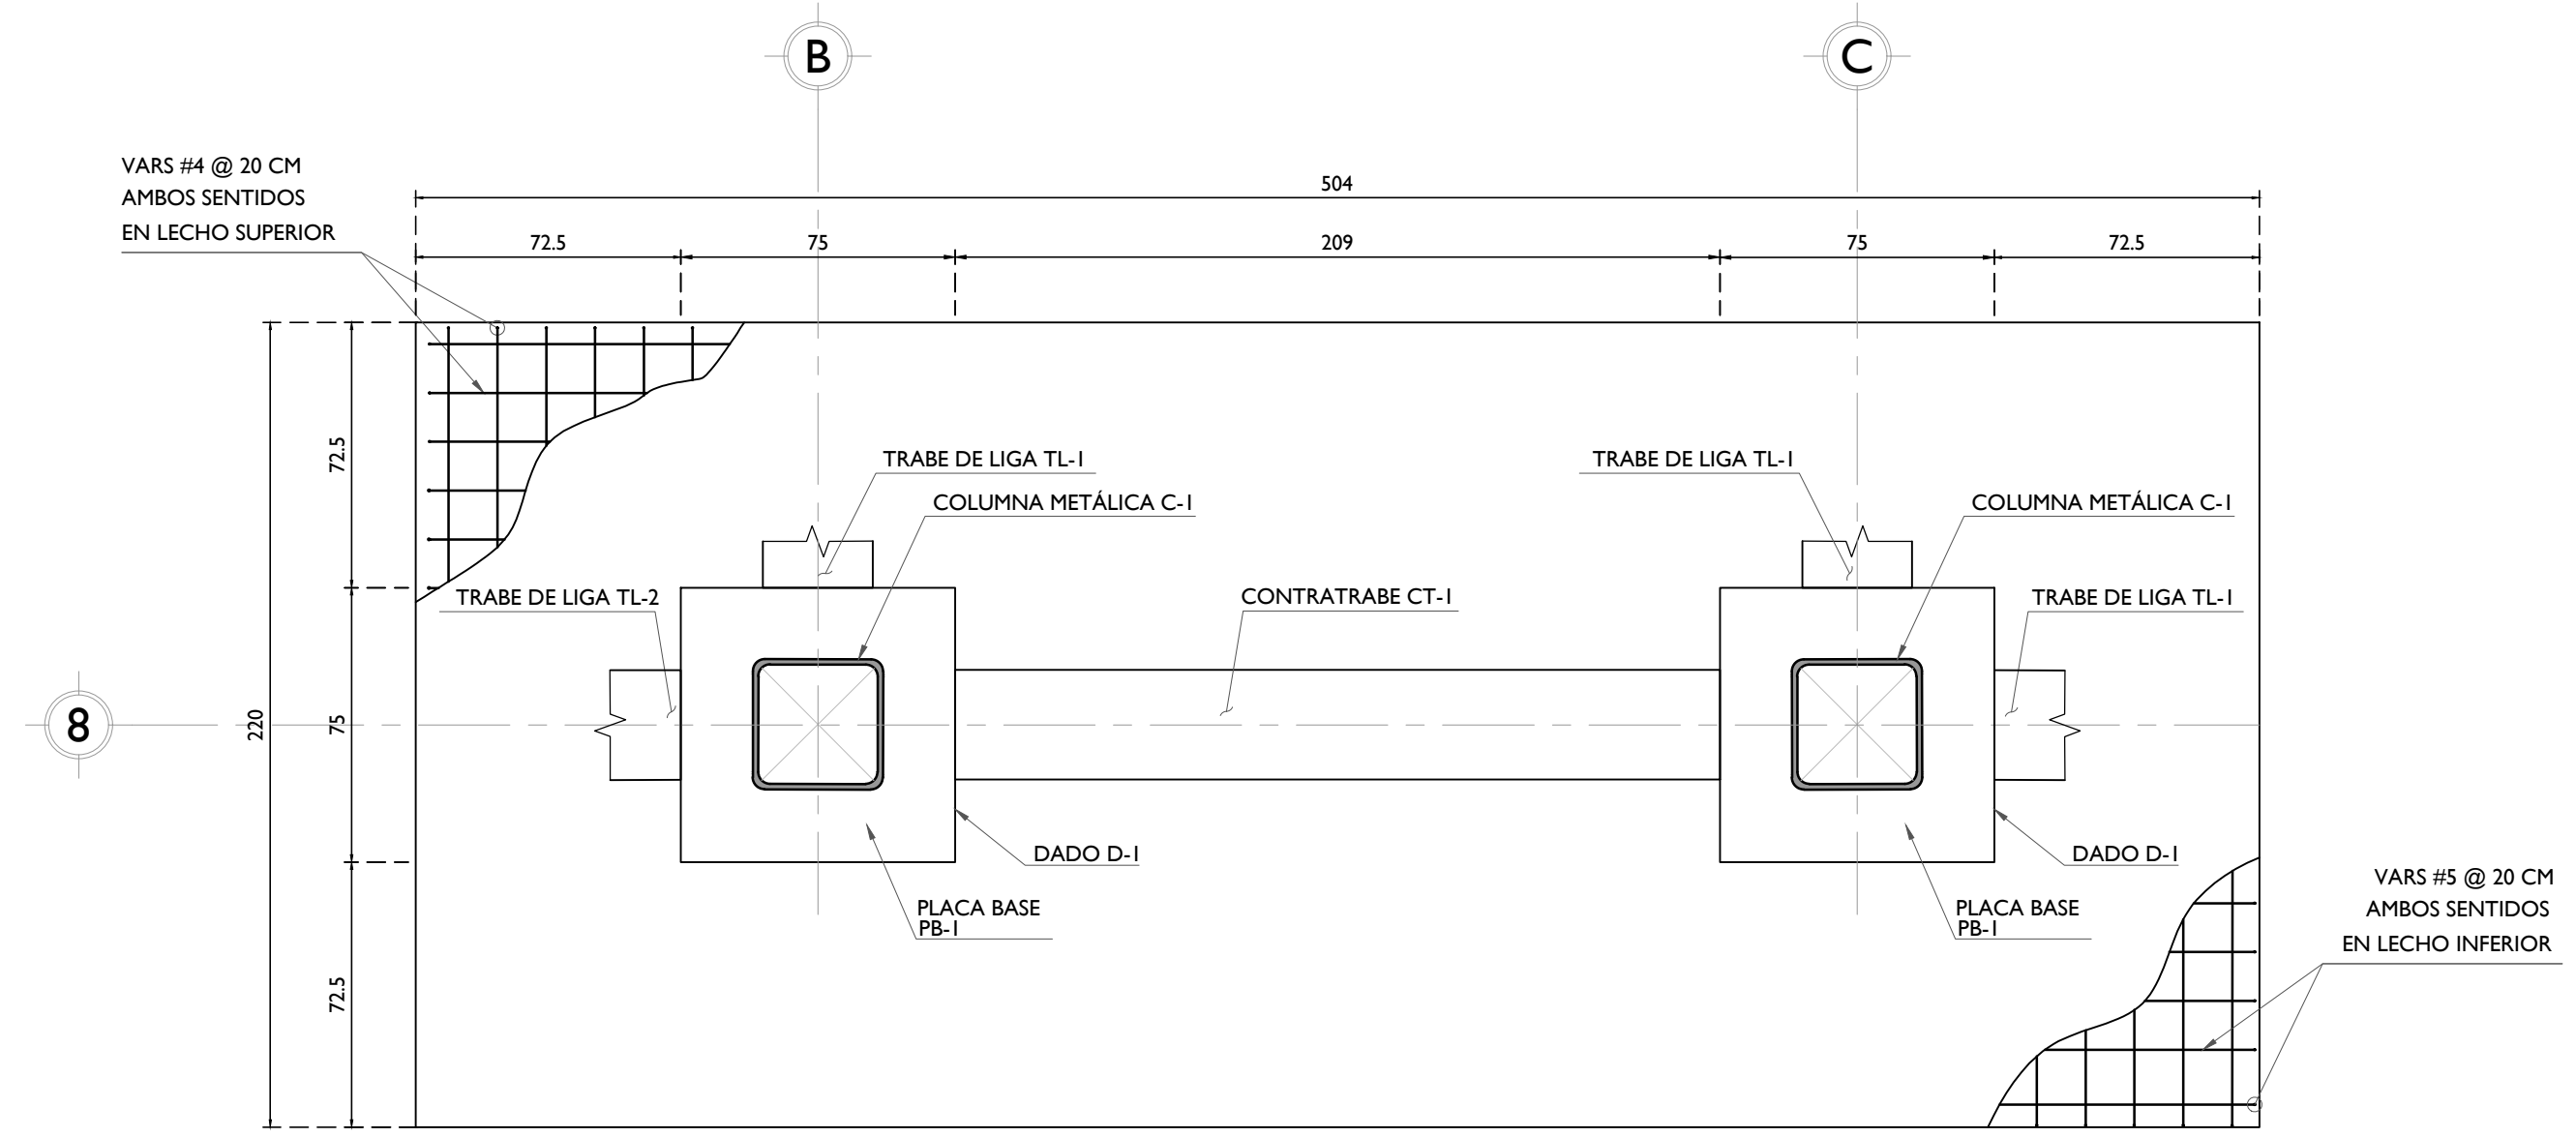 B
C
VARS #4 @ 20 CM
AMBOS SENTIDOS
EN LECHO SUPERIOR
504
72.5
75
209
75
72.5
72.5
TRABE DE LIGA TL-1
TRABE DE LIGA TL-1
COLUMNA METÁLICA C-1
COLUMNA METÁLICA C-1
TRABE DE LIGA TL-2
CONTRATRABE CT-1
TRABE DE LIGA TL-1
8
220
75
DADO D-1
DADO D-1
VARS #5 @ 20 CM
AMBOS SENTIDOS
EN LECHO INFERIOR
PLACA BASE
PB-1
PLACA BASE
PB-1
72.5